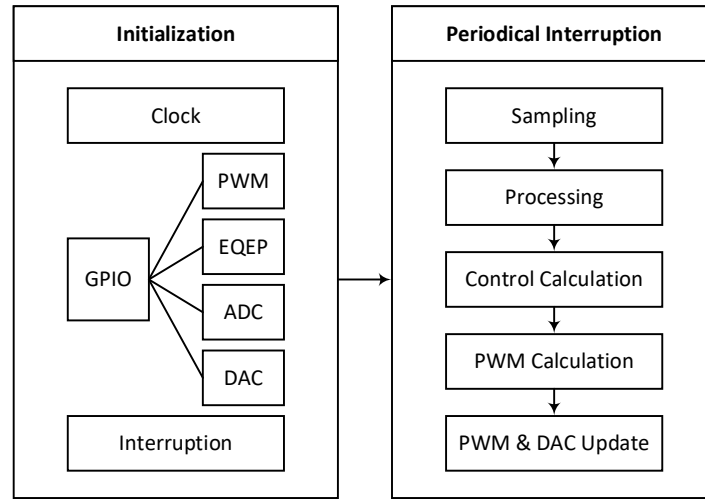 Initialization
Clock
PWM
EQEP
GPIO
ADC
DAC
Interruption
Periodical Interruption
Sampling
Processing
Control Calculation
PWM Calculation
PWM & DAC Update